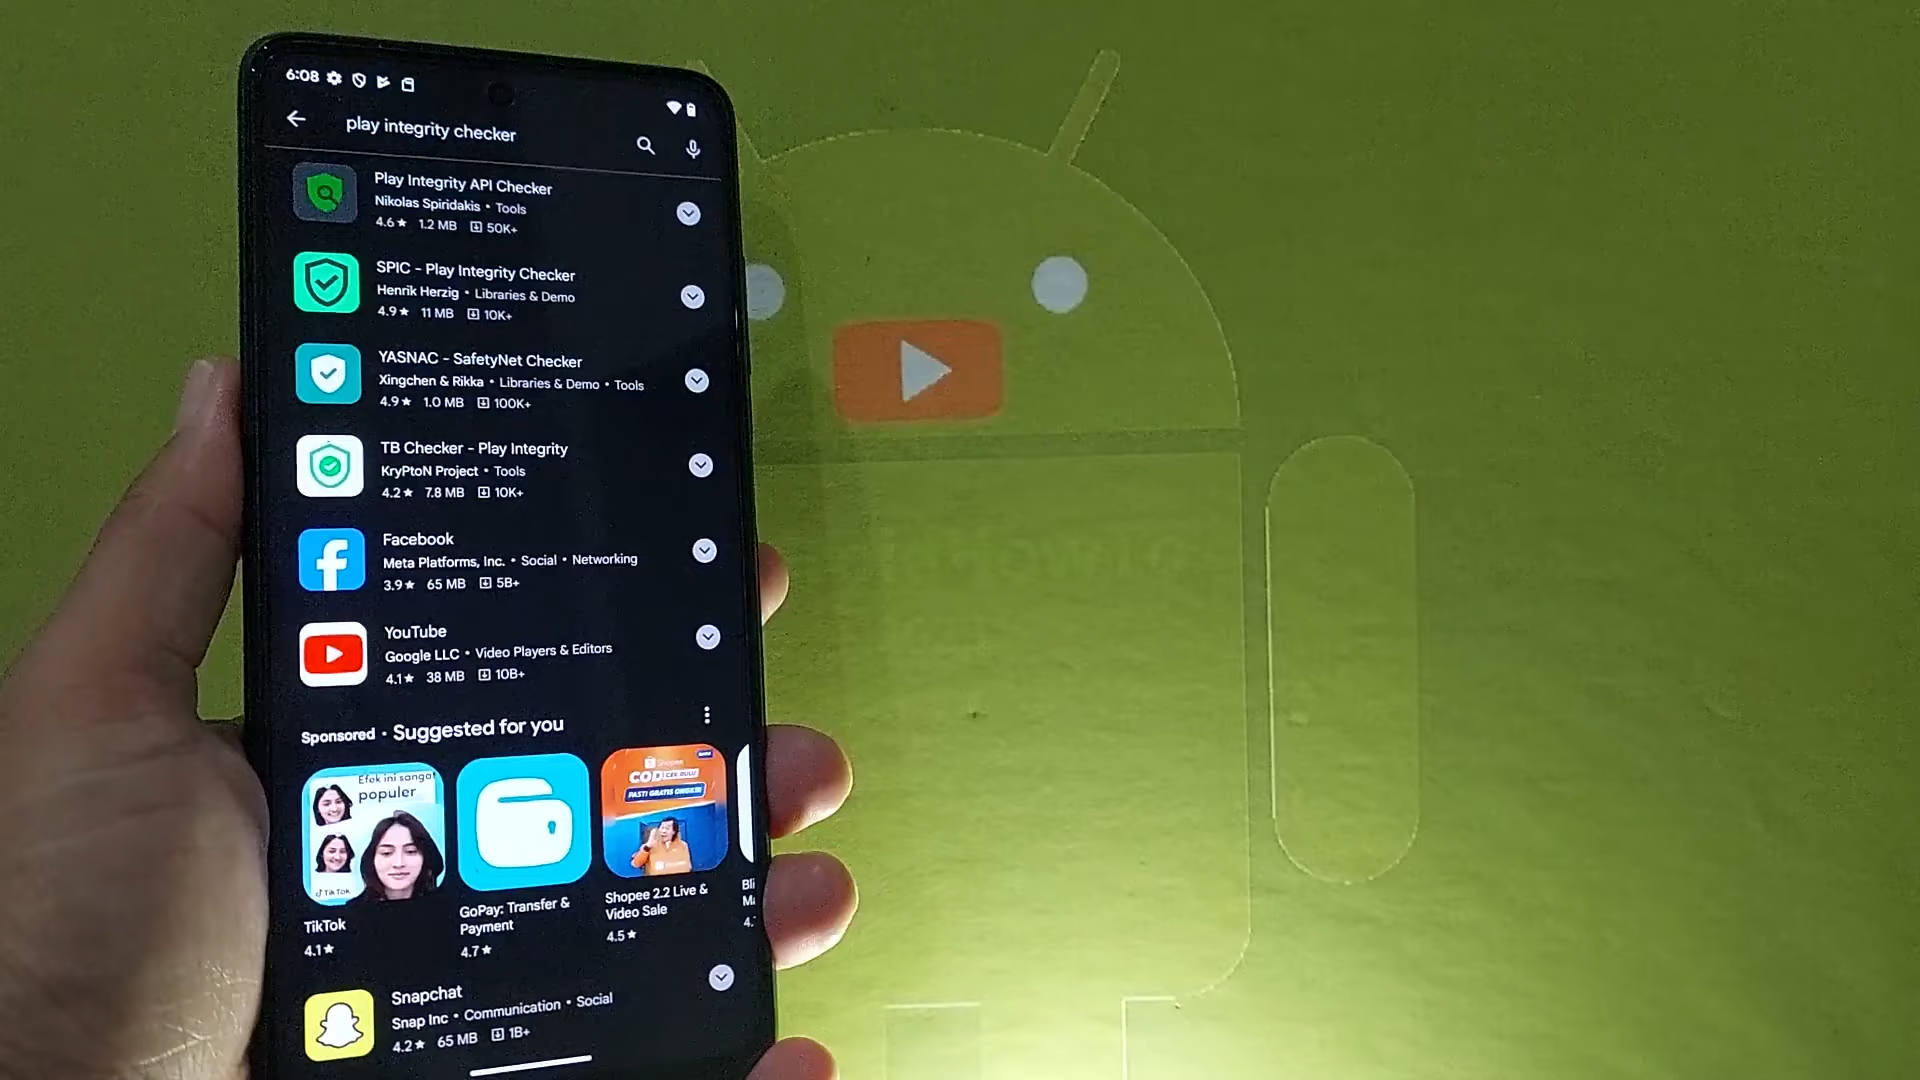 6:08
play integrity checker
Play Integrity API Checker
Nikolas Spiridakis • Tools
4.6★ 1.2 MB 50K+
SPIC - Play Integrity Checker
Henrik Herzig • Libraries & Demo
4.9★ 11 MB 10K+
YASNAC - SafetyNet Checker
Xingchen & Rikka • Libraries & Demo • Tools
4.9★ 1.0 MB 100K+
TB Checker - Play Integrity
KryPtoN Project • Tools
4.2★ 7.8 MB 10K+
Facebook
Meta Platforms, Inc. • Social • Networking
3.9★ 65 MB 5B+
YouTube
Google LLC • Video Players & Editors
4.1★ 38 MB 10B+
Sponsored • Suggested for you
Efek ini sangat
populer
TikTok
Shopee
COD CEK DULU
PASTI GRATIS ONGKIR
TikTok
4.1★
GoPay: Transfer &
Payment
4.7★
Shopee 2.2 Live &
Video Sale
4.5★
Bli
4.
Snapchat
Snap Inc • Communication • Social
4.2★ 65 MB 1B+